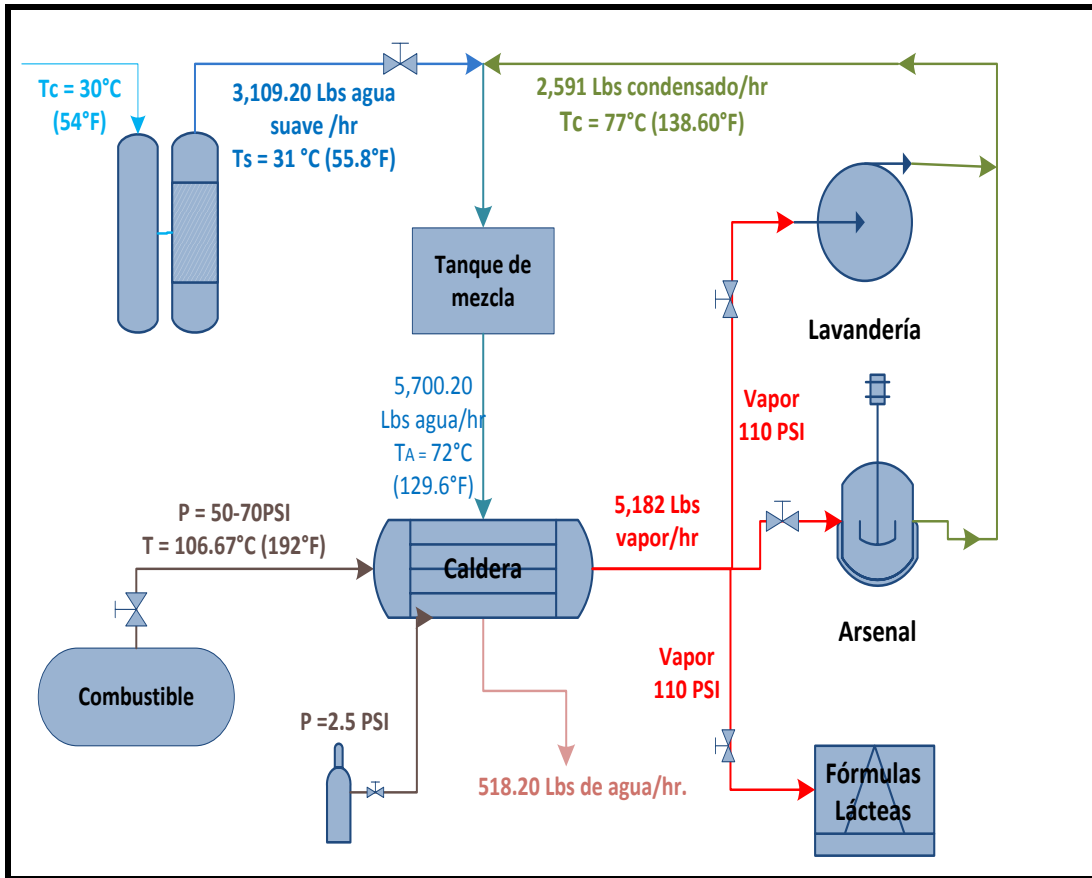 Tc = 30°C
(54°F)
3,109.20 Lbs agua
suave /hr
Ts = 31 °C (55.8°F)
2,591 Lbs condensado/hr
Tc = 77°C (138.60°F)
Tanque de
mezcla
Lavandería
5,700.20
Lbs agua/hr
TA = 72°C
(129.6°F)
Vapor
110 PSI
P = 50-70PSI
T = 106.67°C (192°F)
5,182 Lbs
vapor/hr
Caldera
Arsenal
Combustible
Vapor
110 PSI
P =2.5 PSI
518.20 Lbs de agua/hr.
Fórmulas
Lácteas